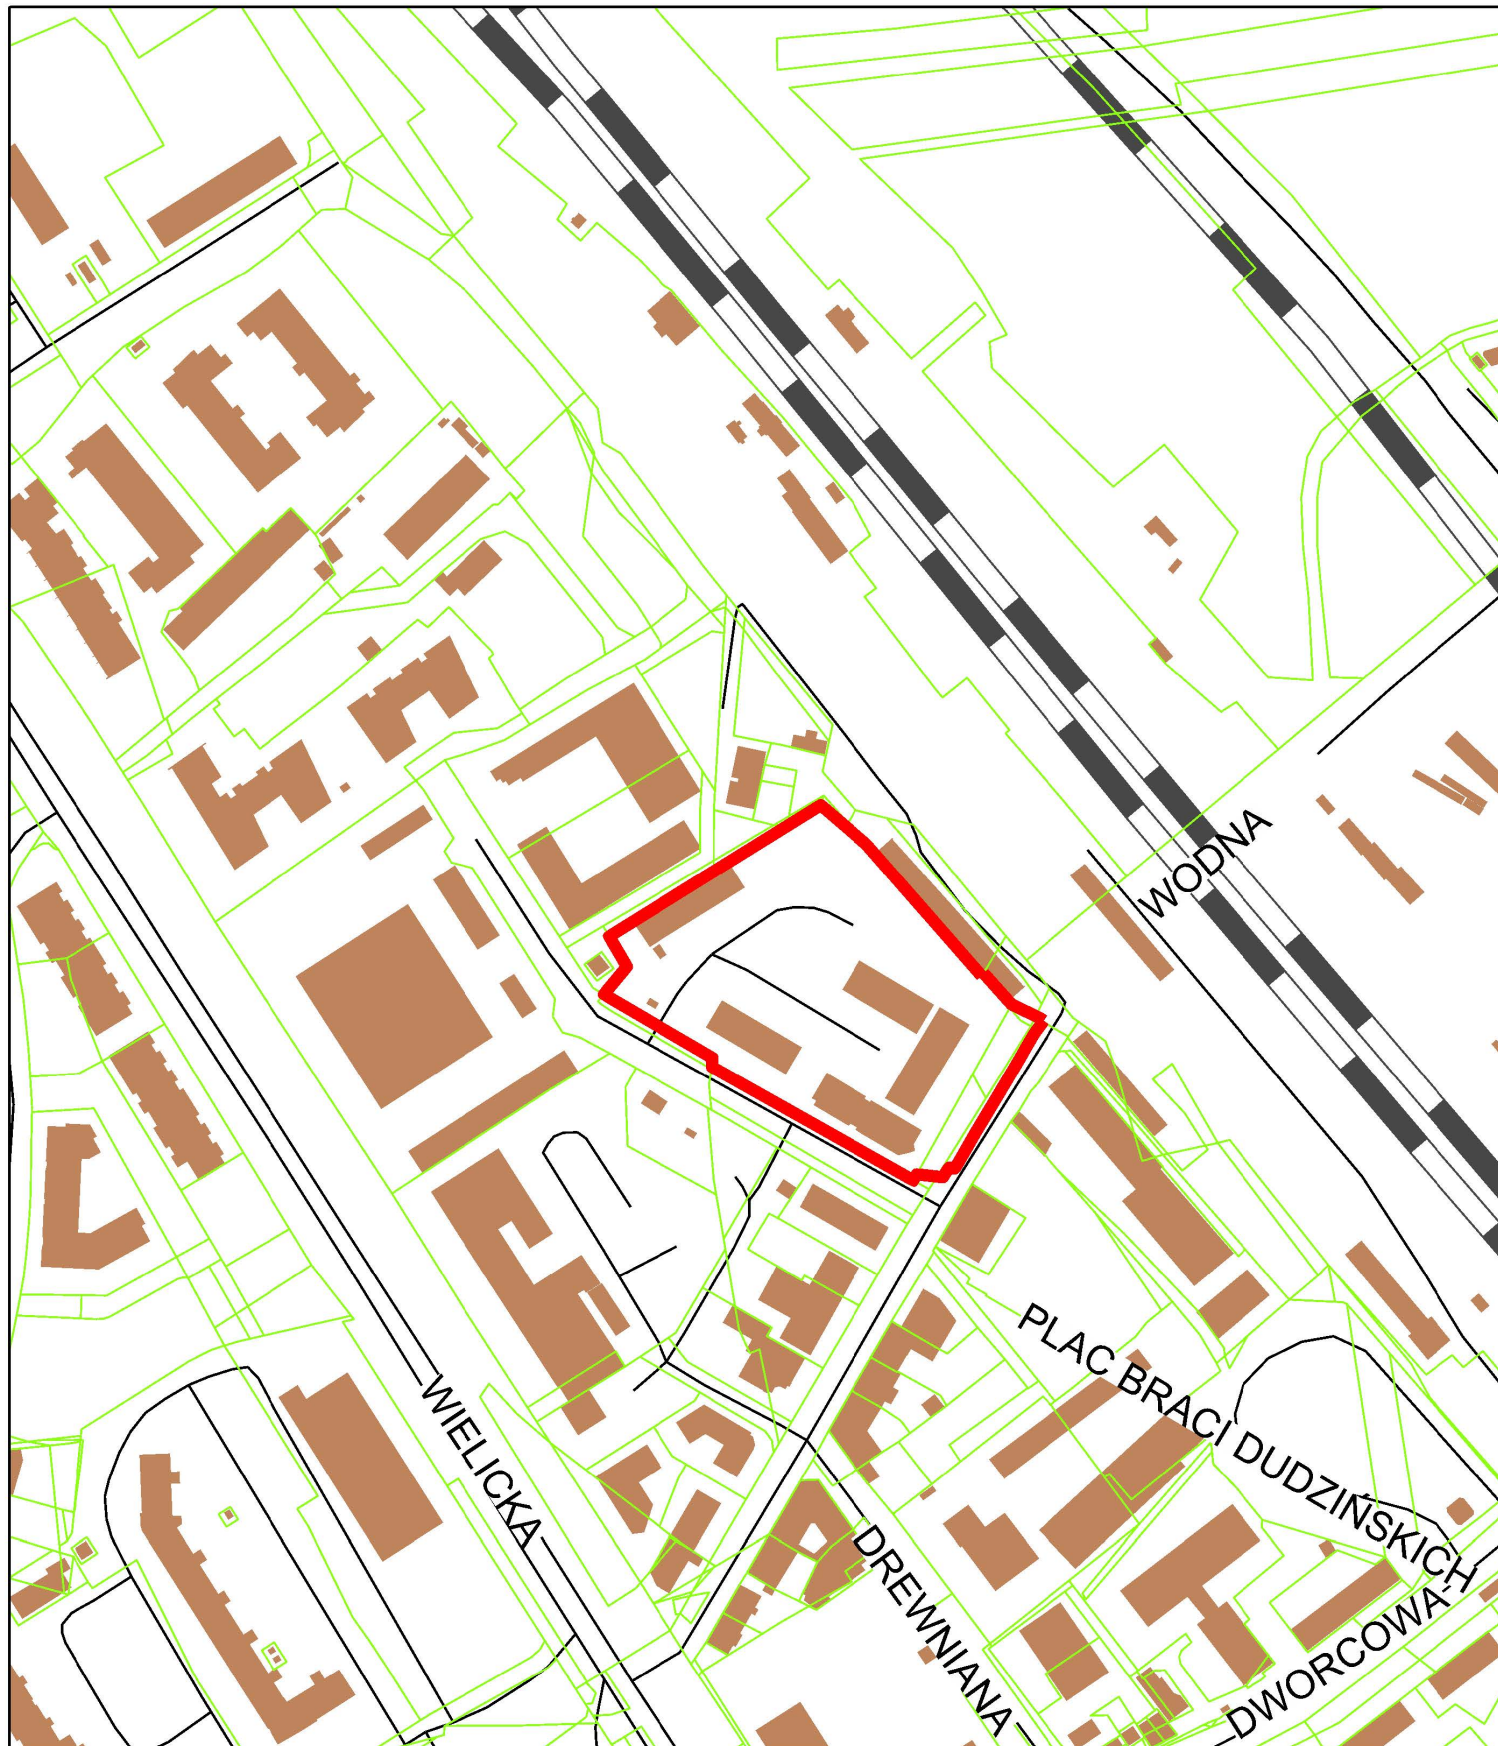 WODNA
PLAC BRACI DUDZIŃSKICH
WIELICKA
DREWNIANA
DWORCOWA